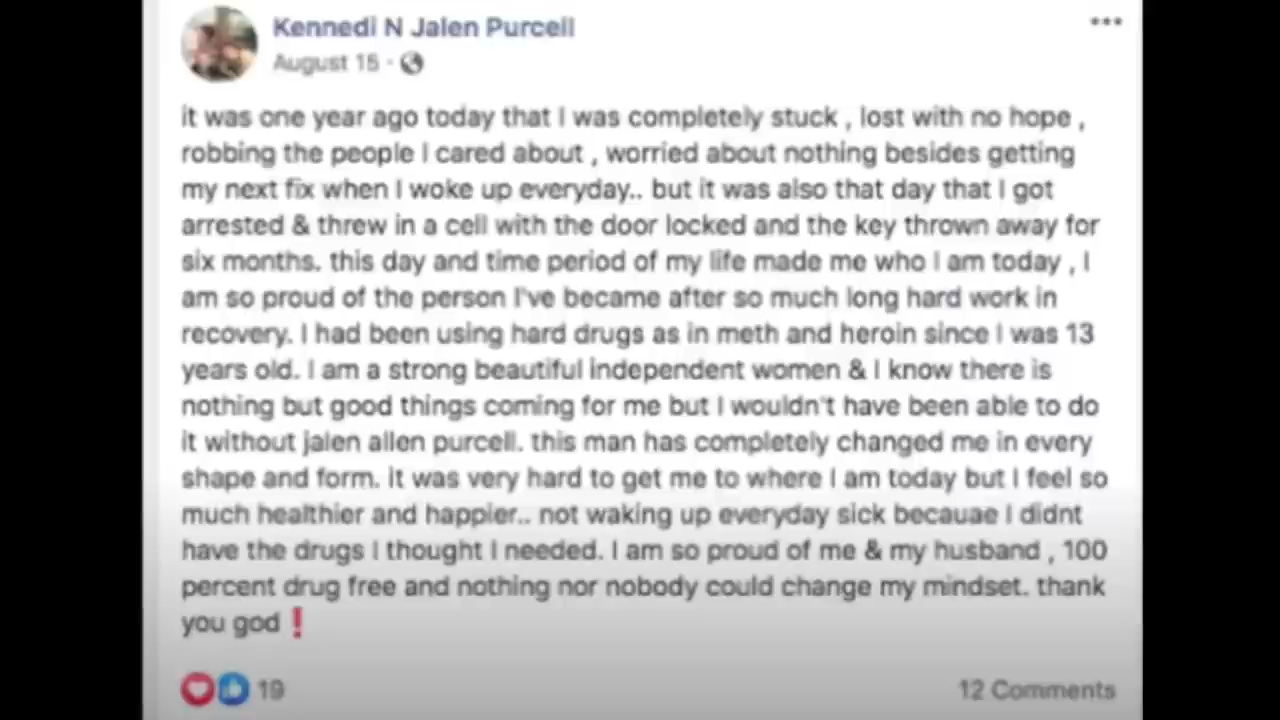 Kennedi N Jalen Purcell
August 15 ·
it was one year ago today that I was completely stuck , lost with no hope ,
robbing the people I cared about , worried about nothing besides getting
my next fix when I woke up everyday.. but it was also that day that I got
arrested & threw in a cell with the door locked and the key thrown away for
six months. this day and time period of my life made me who I am today , I
am so proud of the person I've became after so much long hard work in
recovery. I had been using hard drugs as in meth and heroin since I was 13
years old. I am a strong beautiful independent women & I know there is
nothing but good things coming for me but I wouldn't have been able to do
it without jalen allen purcell. this man has completely changed me in every
shape and form. it was very hard to get me to where I am today but I feel so
much healthier and happier.. not waking up everyday sick becauae I didnt
have the drugs I thought I needed. I am so proud of me & my husband , 100
percent drug free and nothing nor nobody could change my mindset. thank
you god ❗
19
12 Comments